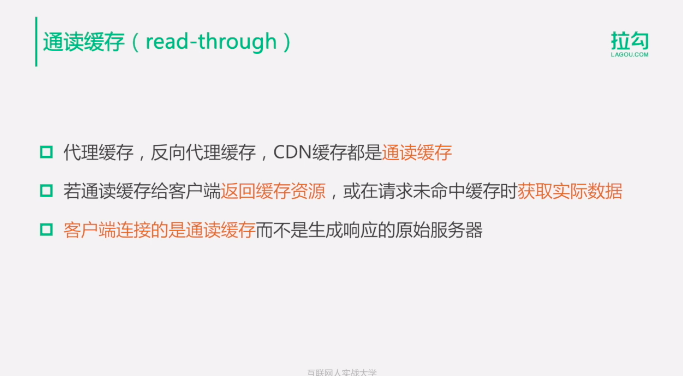 通读缓存（read-through）
拉勾
LAGOU.COM
代理缓存，反向代理缓存，CDN缓存都是通读缓存
若通读缓存给客户端返回缓存资源，或在请求未命中缓存时获取实际数据
客户端连接的是通读缓存而不是生成响应的原始服务器
互联网人实战大学